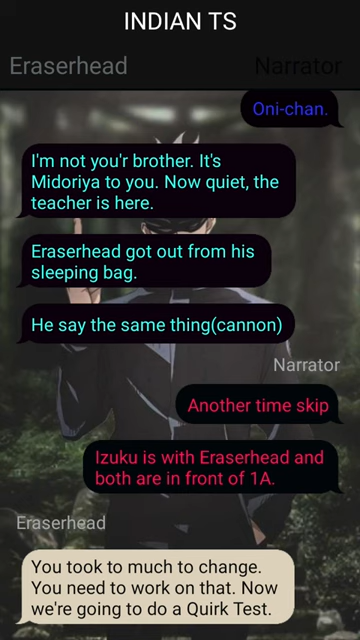 INDIAN TS
Eraserhead
Narrator
Oni-chan.
I'm not you'r brother. It's
Midoriya to you. Now quiet, the
teacher is here.
Eraserhead got out from his
sleeping bag.
He say the same thing(cannon)
Narrator
Another time skip
Izuku is with Eraserhead and
both are in front of 1A.
Eraserhead
You took to much to change.
You need to work on that. Now
we're going to do a Quirk Test.